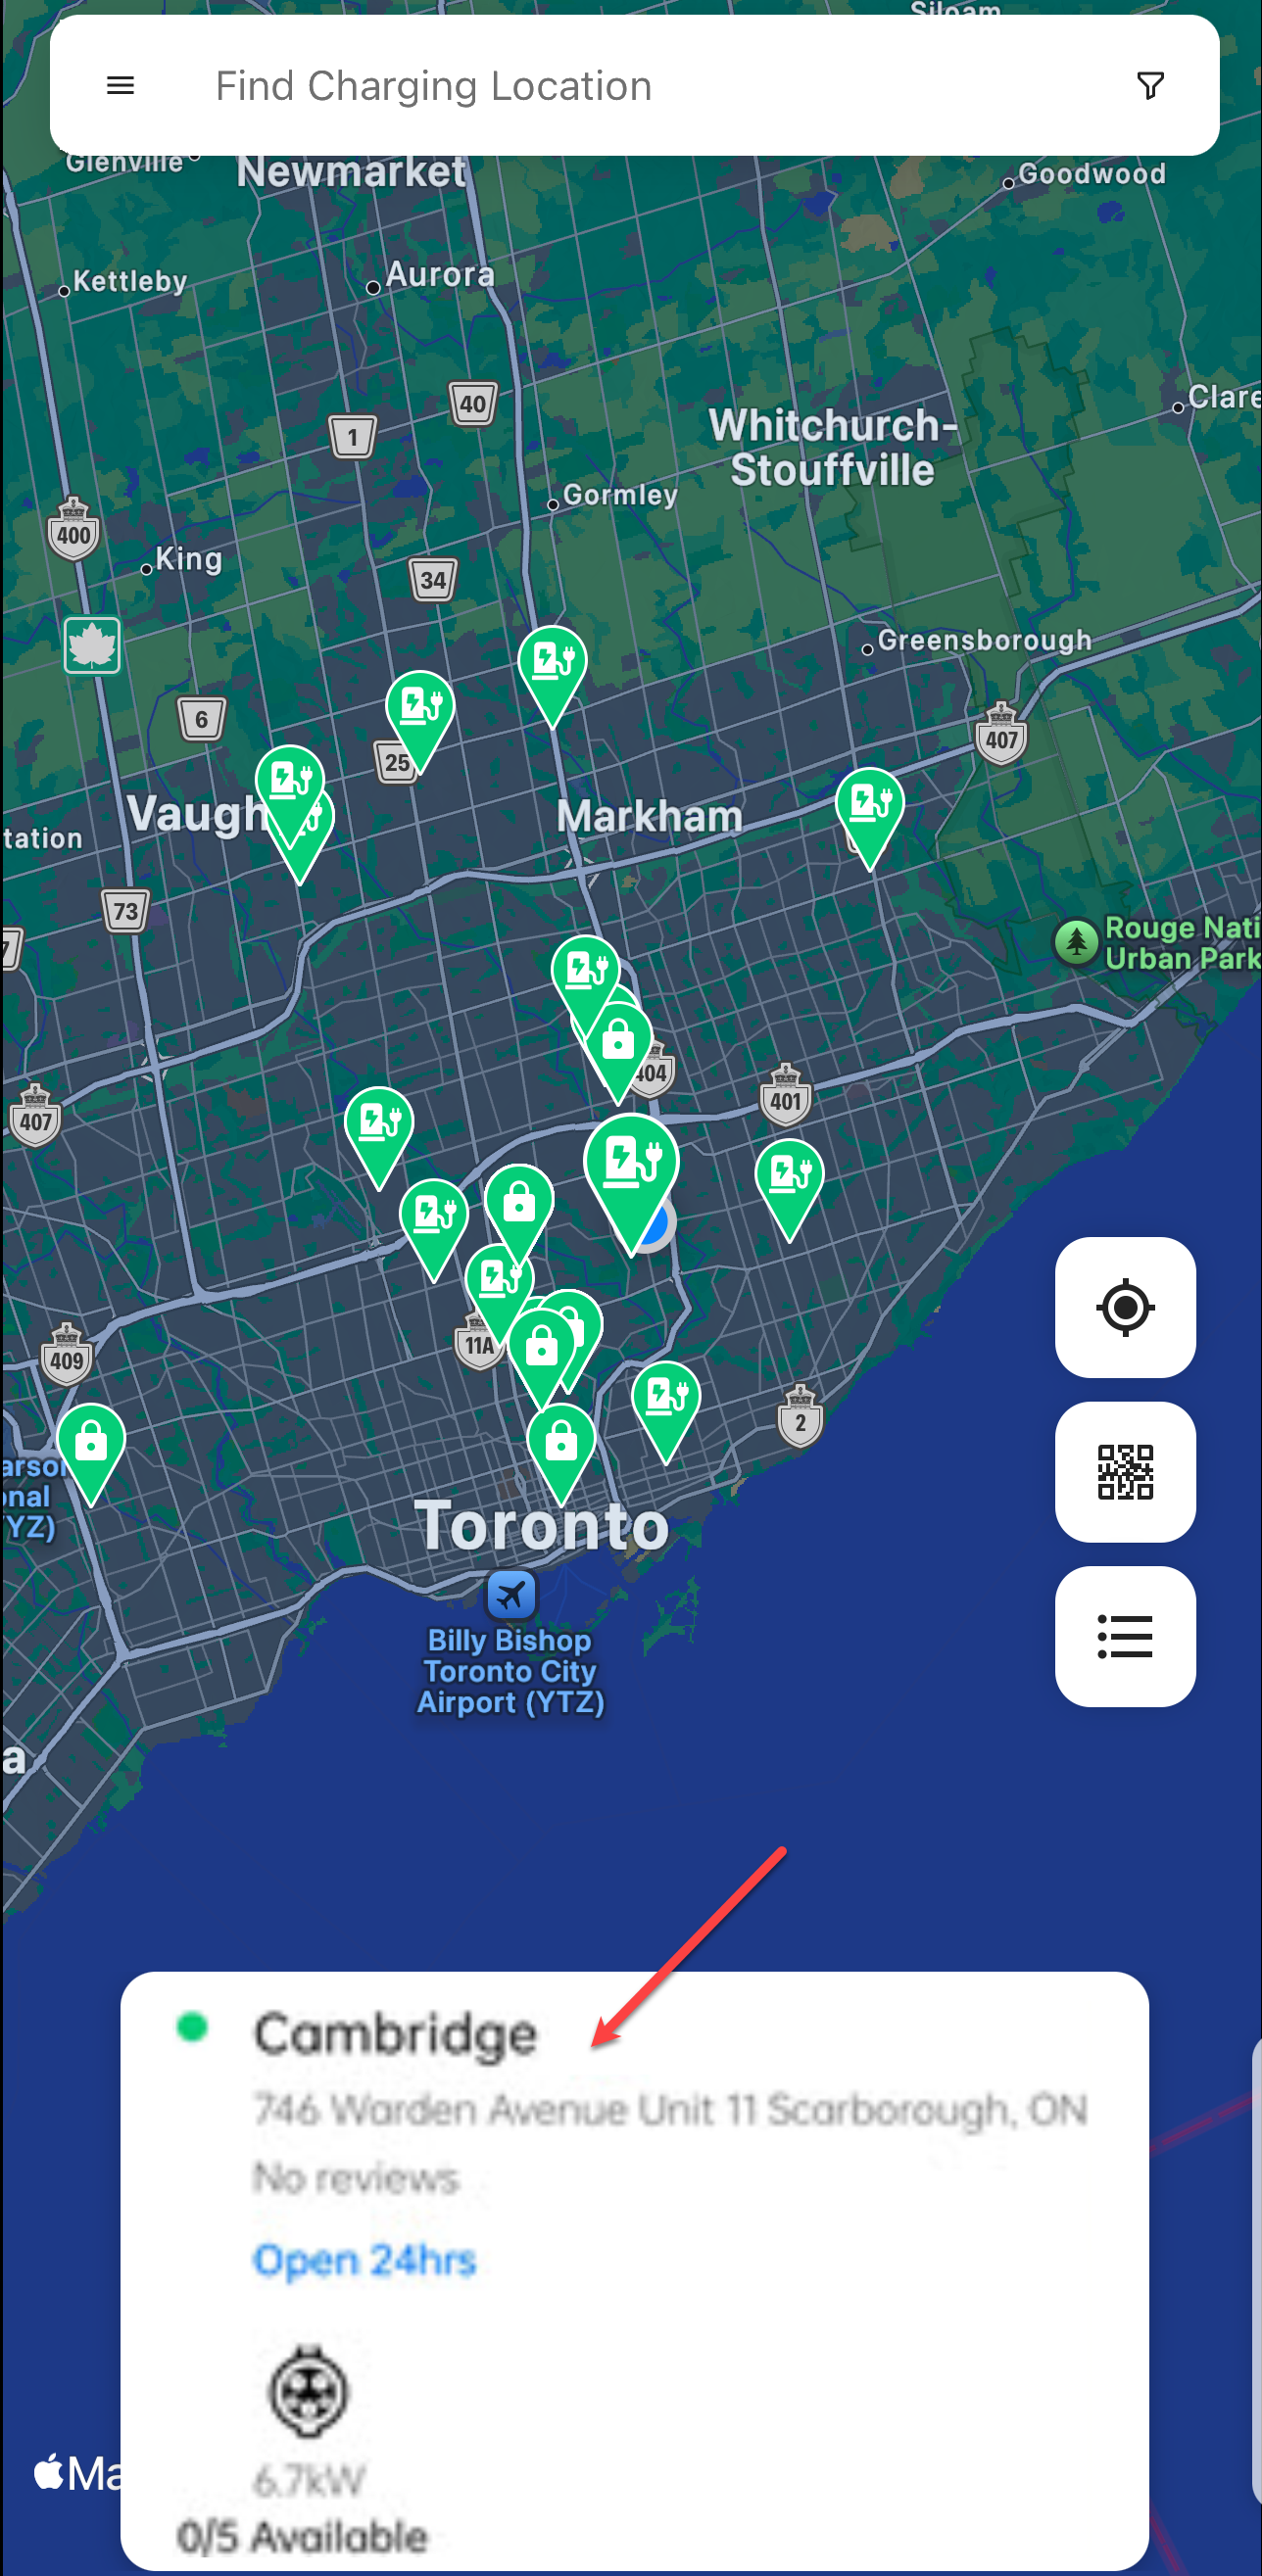 Siloam
Find Charging Location
Glenville
Newmarket
Goodwood
Kettleby
Aurora
Clare
40
1
Whitchurch-
Stouffville
Gormley
400
King
34
Greensborough
6
407
25
Vaugh
Markham
tation
73
7
Rouge Nati
Urban Park
404
401
407
11A
409
2
arson
onal
YZ)
Toronto
Billy Bishop
Toronto City
Airport (YTZ)
a
Cambridge
746 Warden Avenue Unit 11 Scarborough, ON
No reviews
Open 24hrs
6.7kW
Ma
0/5 Available